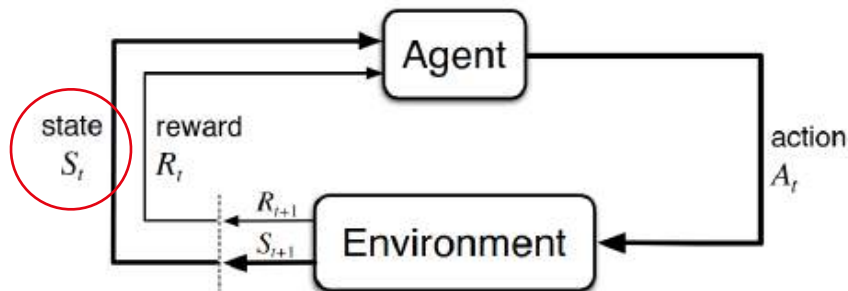 Agent
state
S_t
reward
R_t
action
A_t
R_{t+1}
S_{t+1}
Environment